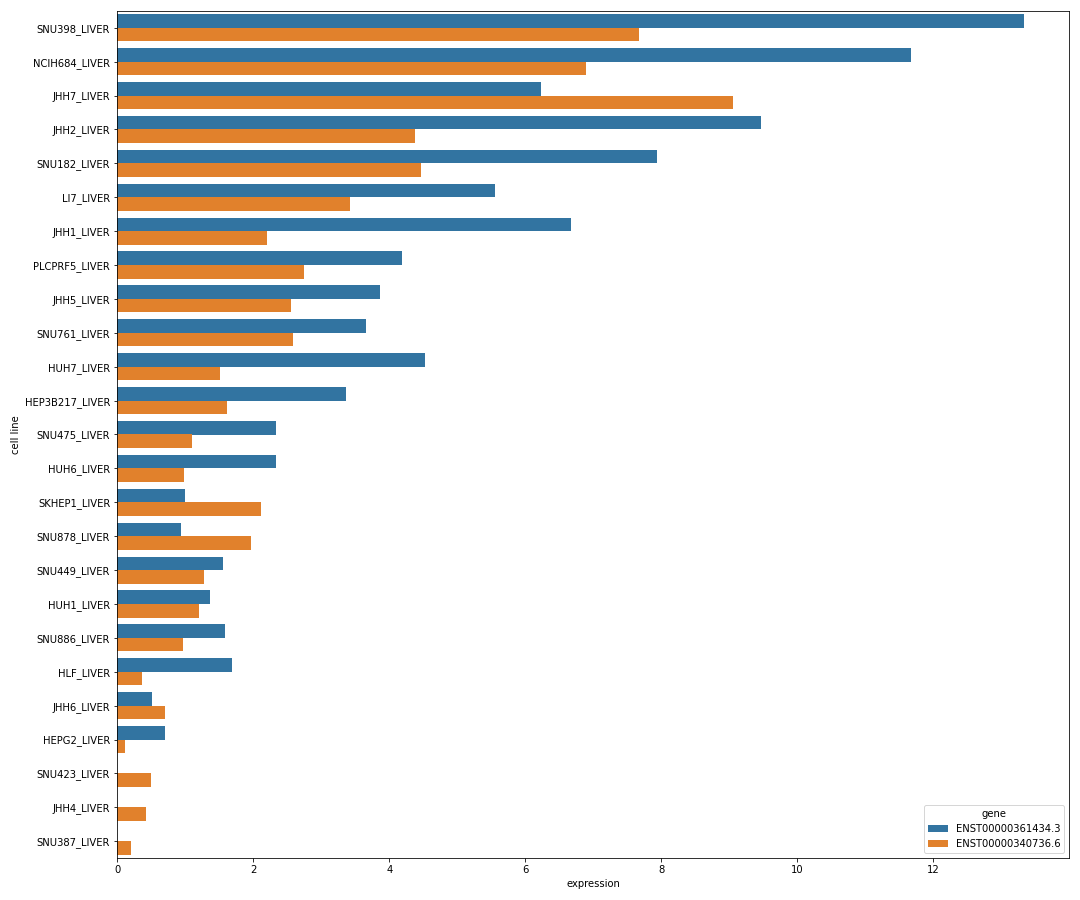 SNU398_LIVER
NCIH684_LIVER
JHH7_LIVER
JHH2_LIVER
SNU182_LIVER
LI7_LIVER
JHH1_LIVER
PLCPRF5_LIVER
JHH5_LIVER
SNU761_LIVER
HUH7_LIVER
HEP3B217_LIVER
SNU475_LIVER
HUH6_LIVER
SKHEP1_LIVER
SNU878_LIVER
SNU449_LIVER
HUH1_LIVER
SNU886_LIVER
HLF_LIVER
JHH6_LIVER
HEPG2_LIVER
SNU423_LIVER
JHH4_LIVER
SNU387_LIVER
cell line
gene
ENST00000361434.3
ENST00000340736.6
0 2 4 6 8 10 12
expression